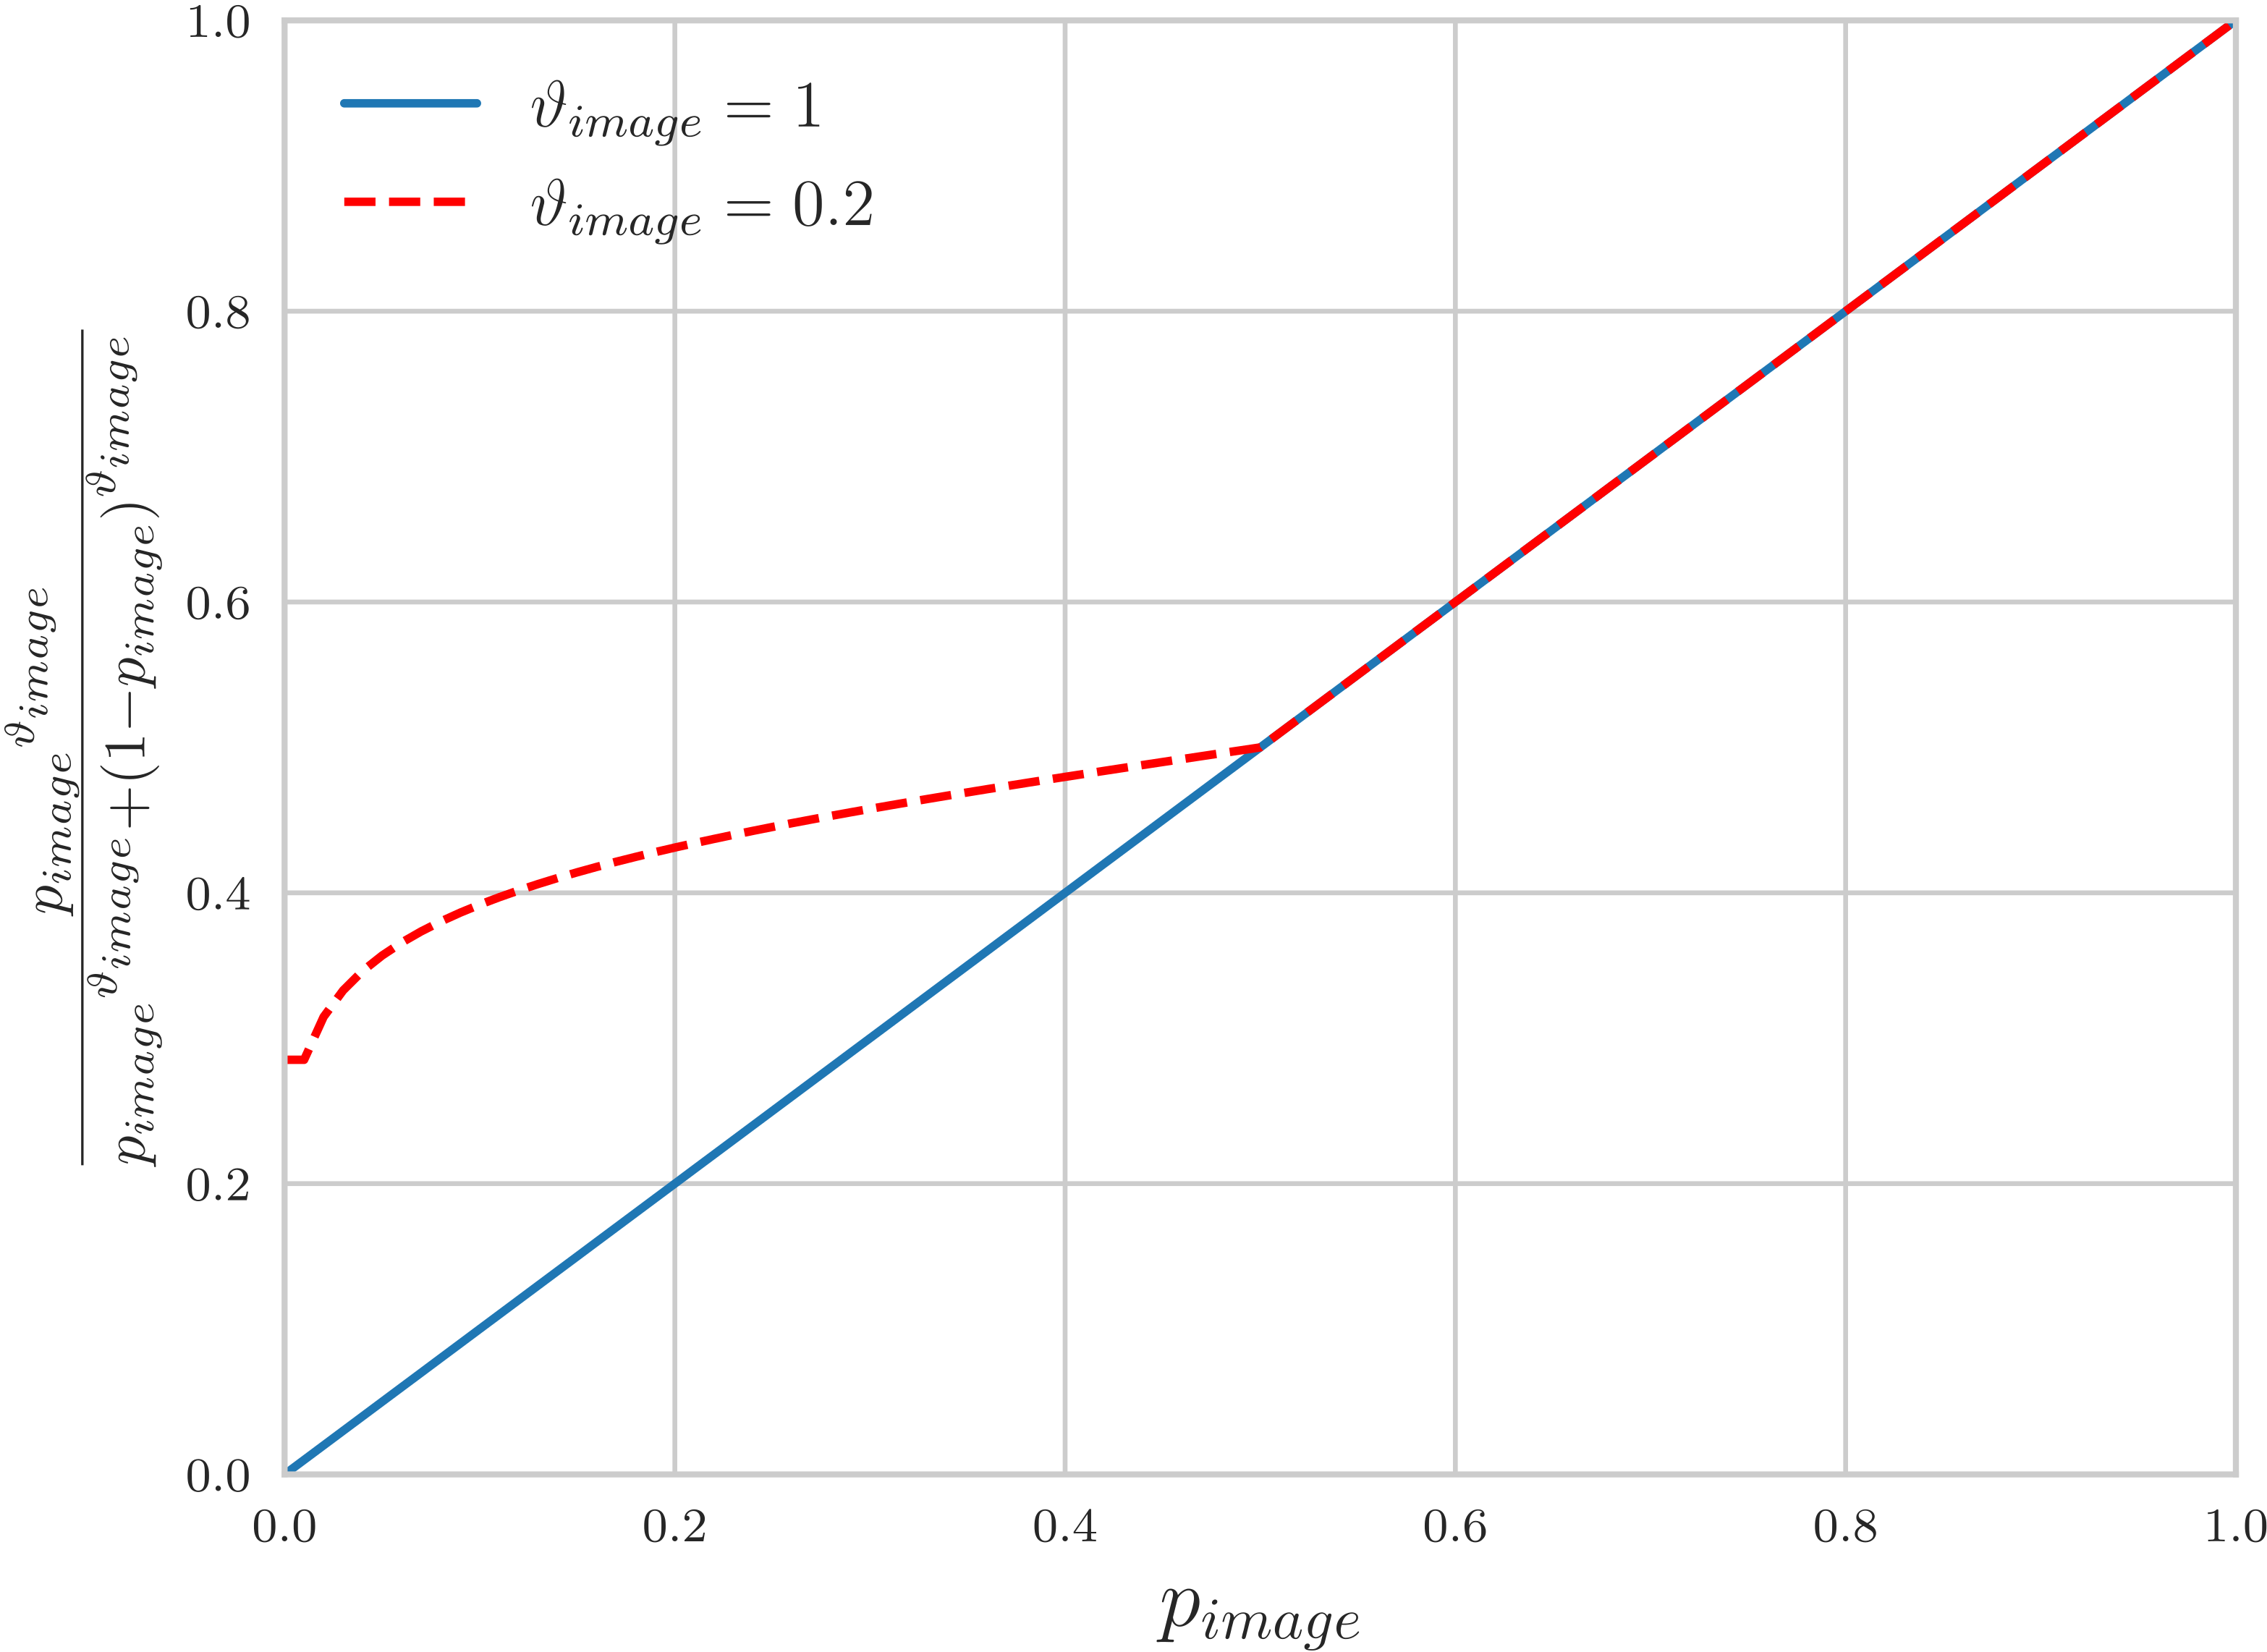 1.0
0.8
0.6
0.4
0.2
0.0
ϑ_image = 1
ϑ_image = 0.2
p_image^ϑ_image
p_image^ϑ_image + (1 − p_image)^ϑ_image
0.0 0.2 0.4 0.6 0.8 1.0
p_image